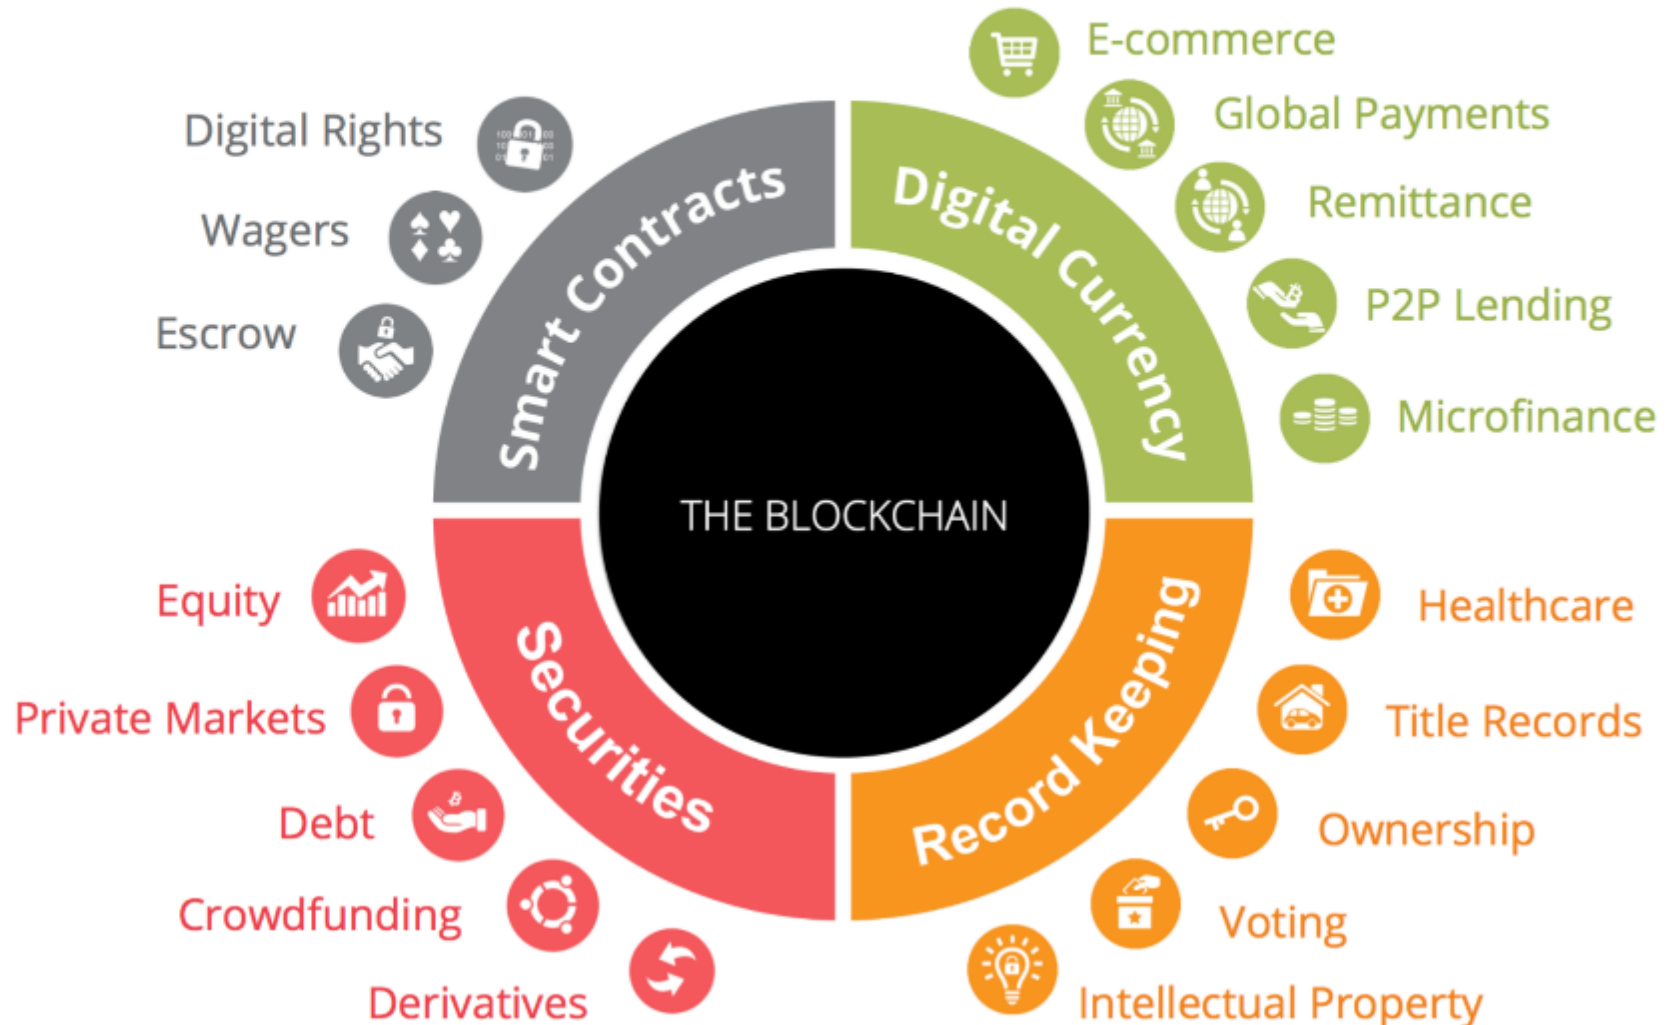 E-commerce
Global Payments
Remittance
P2P Lending
Microfinance
Digital Currency
Digital Rights
Wagers
Escrow
Smart Contracts
THE BLOCKCHAIN
Equity
Private Markets
Debt
Crowdfunding
Derivatives
Securities
Healthcare
Title Records
Ownership
Voting
Intellectual Property
Record Keeping